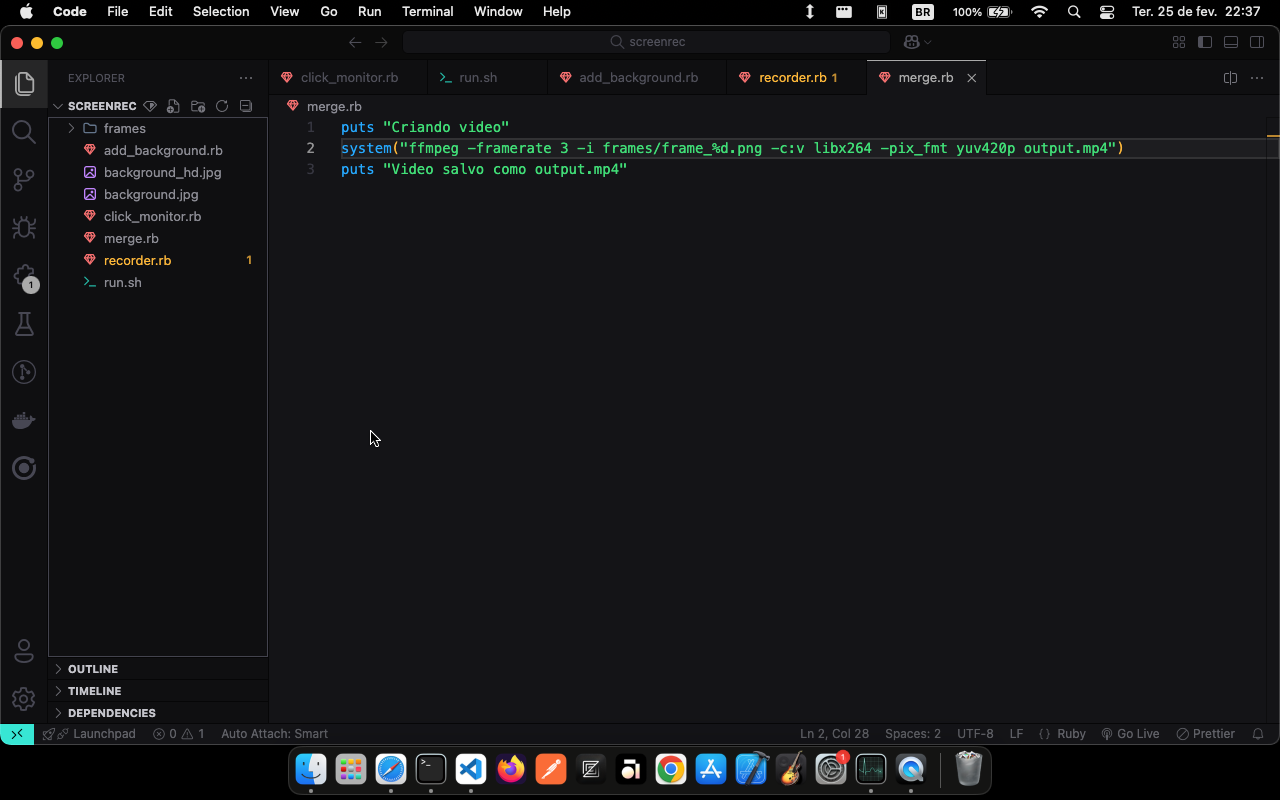 Code File Edit Selection View Go Run Terminal Window Help BR 100% Ter. 25 de fev. 22:37
screenrec
EXPLORER
click_monitor.rb run.sh add_background.rb recorder.rb 1 merge.rb
SCREENREC
merge.rb
frames
add_background.rb
background_hd.jpg
background.jpg
click_monitor.rb
merge.rb
recorder.rb 1
run.sh
1 puts "Criando video"
2 system("ffmpeg -framerate 3 -i frames/frame_%d.png -c:v libx264 -pix_fmt yuv420p output.mp4")
3 puts "Video salvo como output.mp4"
1
OUTLINE
TIMELINE
DEPENDENCIES
Launchpad 0 1 Auto Attach: Smart Ln 2, Col 28 Spaces: 2 UTF-8 LF {} Ruby Go Live Prettier
1